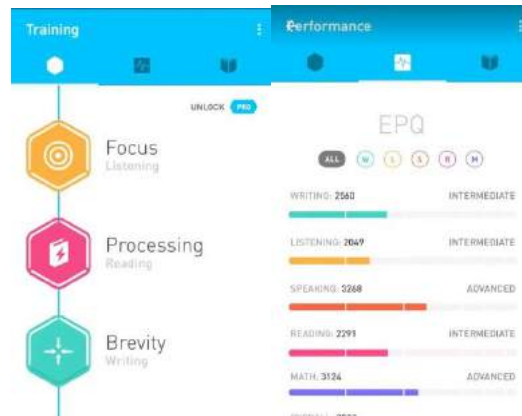 Training
UNLOCK PRO
Focus
Listening
Processing
Reading
Brevity
Writing
Performance
EPQ
ALL W L S R M
WRITING: 2560 INTERMEDIATE
LISTENING: 2049 INTERMEDIATE
SPEAKING: 3268 ADVANCED
READING: 2291 INTERMEDIATE
MATH: 3124 ADVANCED